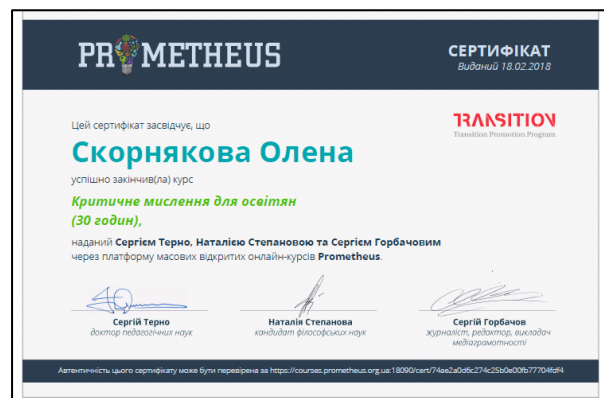 PROMETHEUS
СЕРТИФІКАТ
Виданий 18.02.2018
TRANSITION
Transition Promotion Program
Цей сертифікат засвідчує, що
Скорнякова Олена
успішно закінчив(ла) курс
Критичне мислення для освітян
(30 годин),
наданий Сергієм Терно, Наталією Степановою та Сергієм Горбачовим
через платформу масових відкритих онлайн-курсів Prometheus.
Сергій Терно
доктор педагогічних наук
Наталія Степанова
кандидат філософських наук
Сергій Горбачов
журналіст, редактор, викладач
медіаграмотності
Автентичність цього сертифікату може бути перевірена за https://courses.prometheus.org.ua:18090/cert/74ae2a0d6c274c25b0e00fb77704fdf4